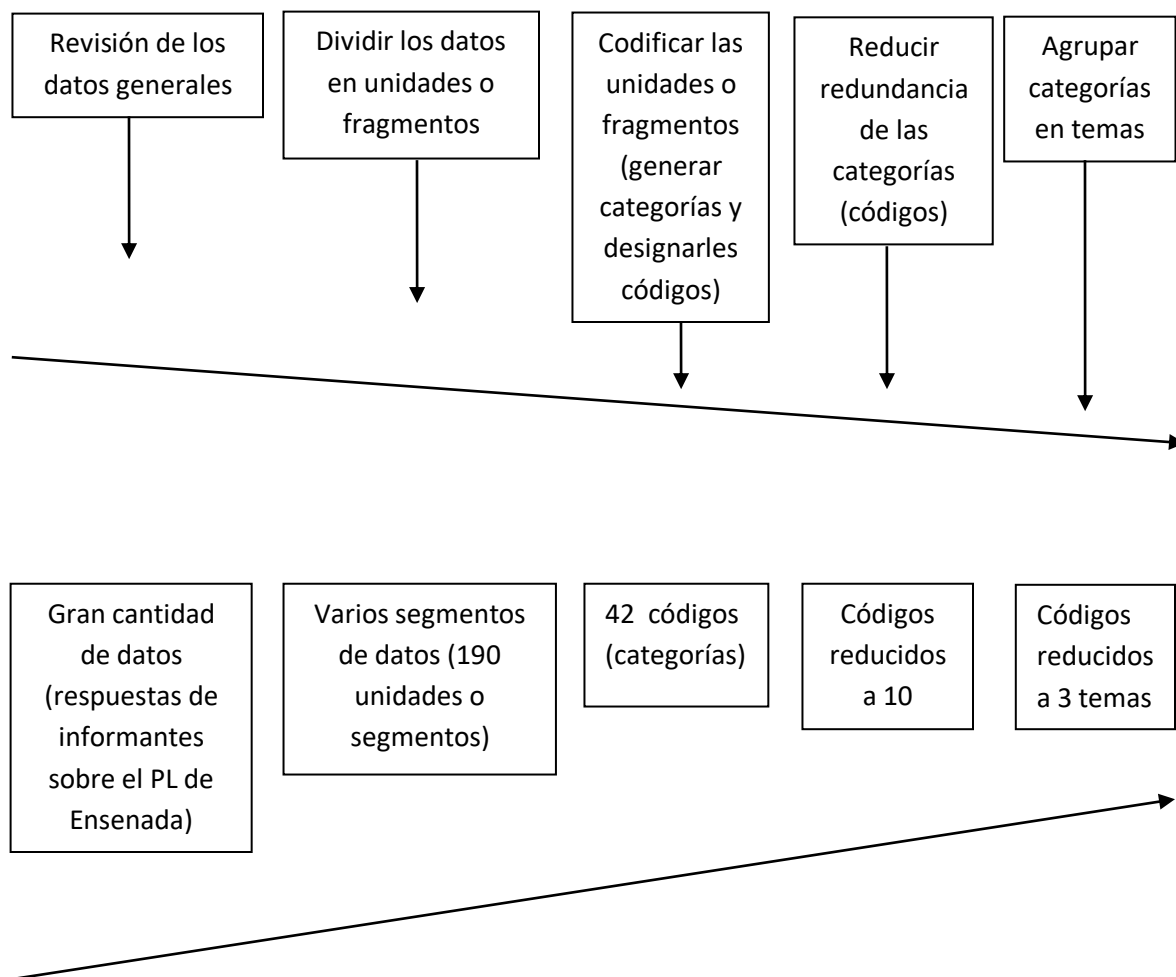 Revisión de los
datos generales
Dividir los datos
en unidades o
fragmentos
Codificar las
unidades o
fragmentos
(generar
categorías y
designarles
códigos)
Reducir
redundancia
de las
categorías
(códigos)
Agrupar
categorías
en temas
Gran cantidad
de datos
(respuestas de
informantes
sobre el PL de
Ensenada)
Varios segmentos
de datos (190
unidades o
segmentos)
42 códigos
(categorías)
Códigos
reducidos
a 10
Códigos
reducidos
a 3 temas